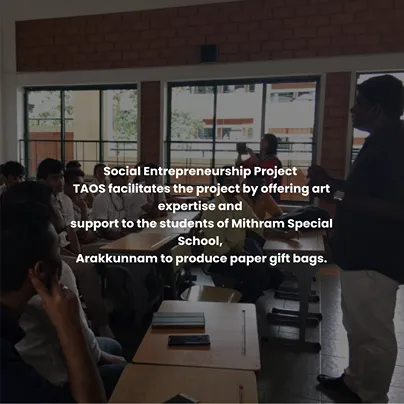 Social Entrepreneurship Project
TAOS facilitates the project by offering art
expertise and
support to the students of Mithram Special
School,
Arakkunnam to produce paper gift bags.